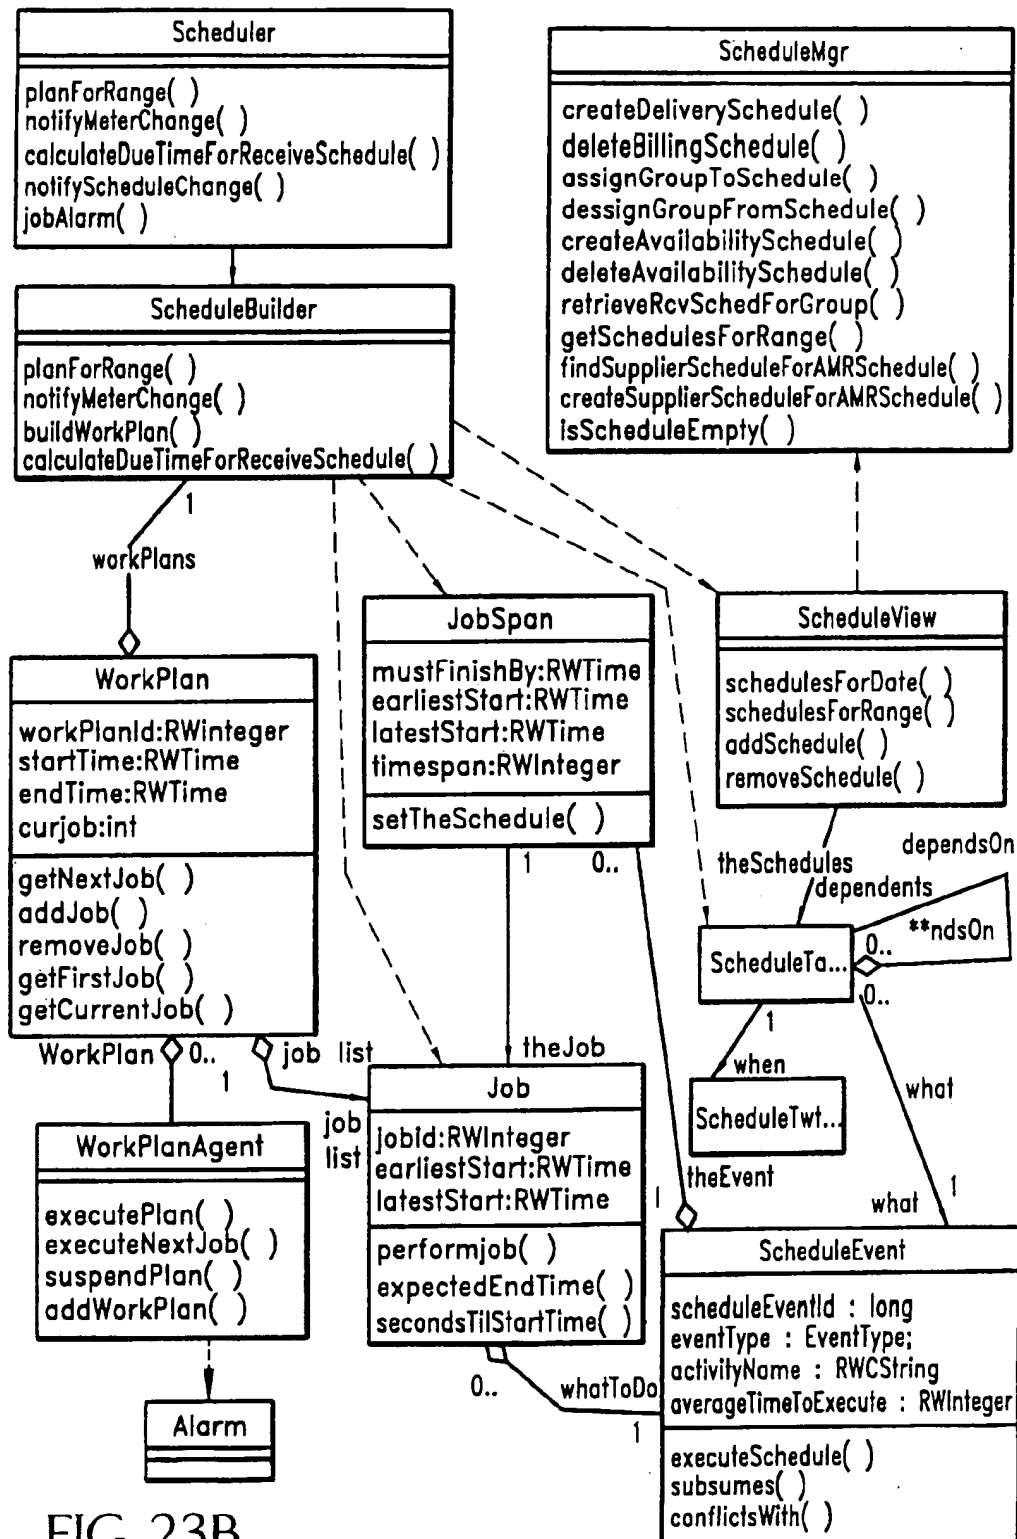 Scheduler
planForRange( )
notifyMeterChange( )
calculateDueTimeForReceiveSchedule( )
notifyScheduleChange( )
jobAlarm( )
ScheduleMgr
createDeliverySchedule( )
deleteBillingSchedule( )
assignGroupToSchedule( )
dessignGroupFromSchedule( )
createAvailabilitySchedule( )
deleteAvailabilitySchedule( )
retrieveRcvSchedForGroup( )
getSchedulesForRange( )
findSupplierScheduleForAMRSchedule( )
createSupplierScheduleForAMRSchedule( )
isScheduleEmpty( )
ScheduleBuilder
planForRange( )
notifyMeterChange( )
buildWorkPlan( )
calculateDueTimeForReceiveSchedule( )
1
workPlans
WorkPlan
workPlanId:RWinteger
startTime:RWTime
endTime:RWTime
curjob:int
getNextJob( )
addJob( )
removeJob( )
getFirstJob( )
getCurrentJob( )
JobSpan
mustFinishBy:RWTime
earliestStart:RWTime
latestStart:RWTime
timespan:RWInteger
setTheSchedule( )
1
0..
ScheduleView
schedulesForDate( )
schedulesForRange( )
addSchedule( )
removeSchedule( )
theSchedules
dependsOn
dependents
**ndsOn
ScheduleTa...
0..
0..
1
when
ScheduleTwt...
what
WorkPlan
0..
1
job list
job
list
theJob
Job
jobid:RWInteger
earliestStart:RWTime
latestStart:RWTime
performjob( )
expectedEndTime( )
secondsTilStartTime( )
0..
whatToDo
1
WorkPlanAgent
executePlan( )
executeNextJob( )
suspendPlan( )
addWorkPlan( )
Alarm
theEvent
1
what
1
ScheduleEvent
scheduleEventId : long
eventType : EventType;
activityName : RWCString
averageTimeToExecute : RWInteger
executeSchedule( )
subsumes( )
conflictsWith( )
FIG. 23B